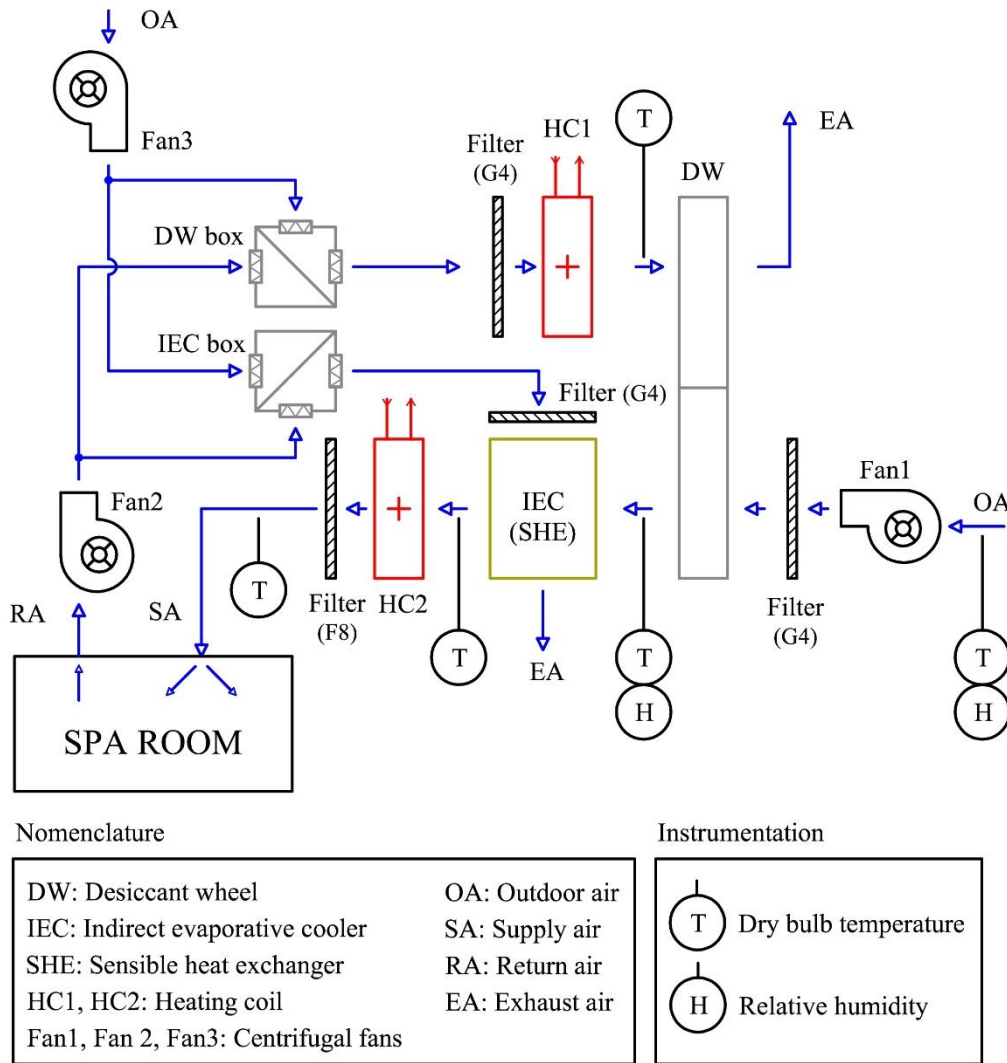 OA
Fan3
Filter
(G4)
HC1
T
DW
EA
DW box
IEC box
Filter (G4)
Fan2
IEC
(SHE)
Fan1
OA
RA
SA
T
Filter
(F8)
HC2
T
EA
T
H
Filter
(G4)
T
H
SPA ROOM
Nomenclature
DW: Desiccant wheel
IEC: Indirect evaporative cooler
SHE: Sensible heat exchanger
HC1, HC2: Heating coil
Fan1, Fan 2, Fan3: Centrifugal fans
OA: Outdoor air
SA: Supply air
RA: Return air
EA: Exhaust air
Instrumentation
T Dry bulb temperature
H Relative humidity